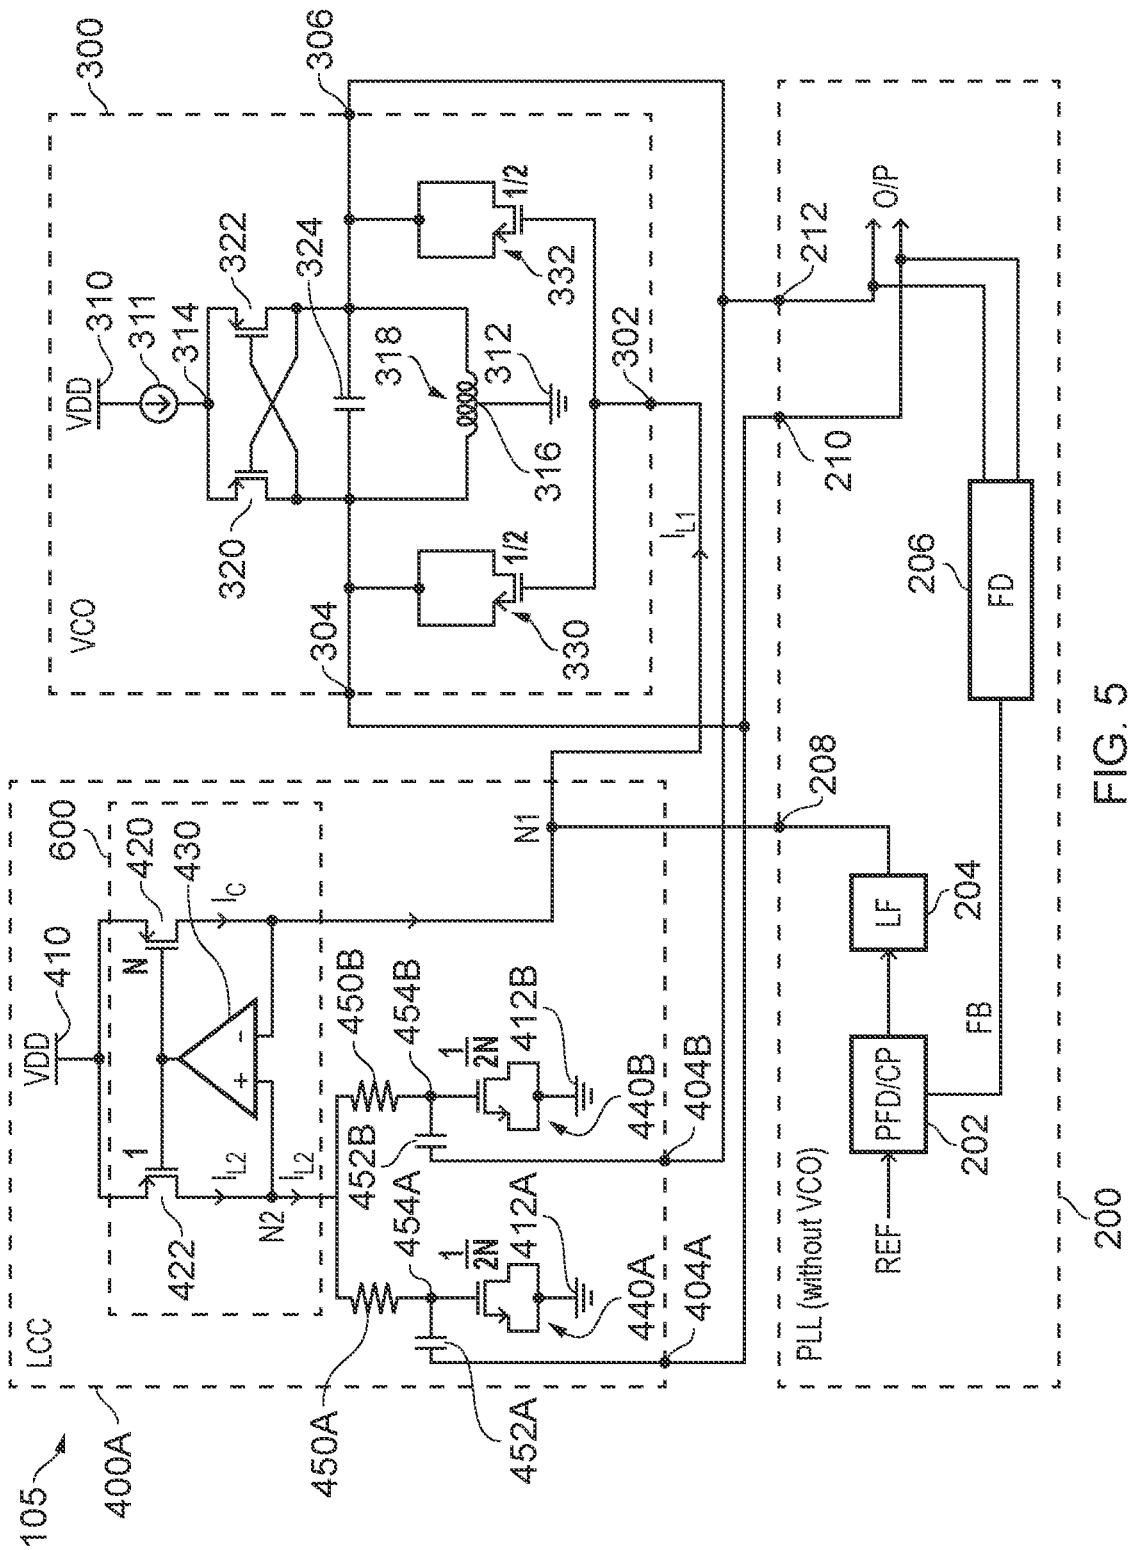 105
400A
LCC
VDD
410
600
422
1
N
420
430
+
-
I_L2
I_C
N2
I_L2
450A
450B
452A
452B
454A
454B
1/2N
1/2N
412A
412B
440A
440B
404A
404B
N1
I_L1
300
VCO
VDD
310
311
314
320
322
324
318
316
312
304
306
330
1/2
332
1/2
302
PLL (without VCO)
200
REF
PFD/CP
202
LF
204
208
FB
FD
206
210
212
O/P
FIG. 5